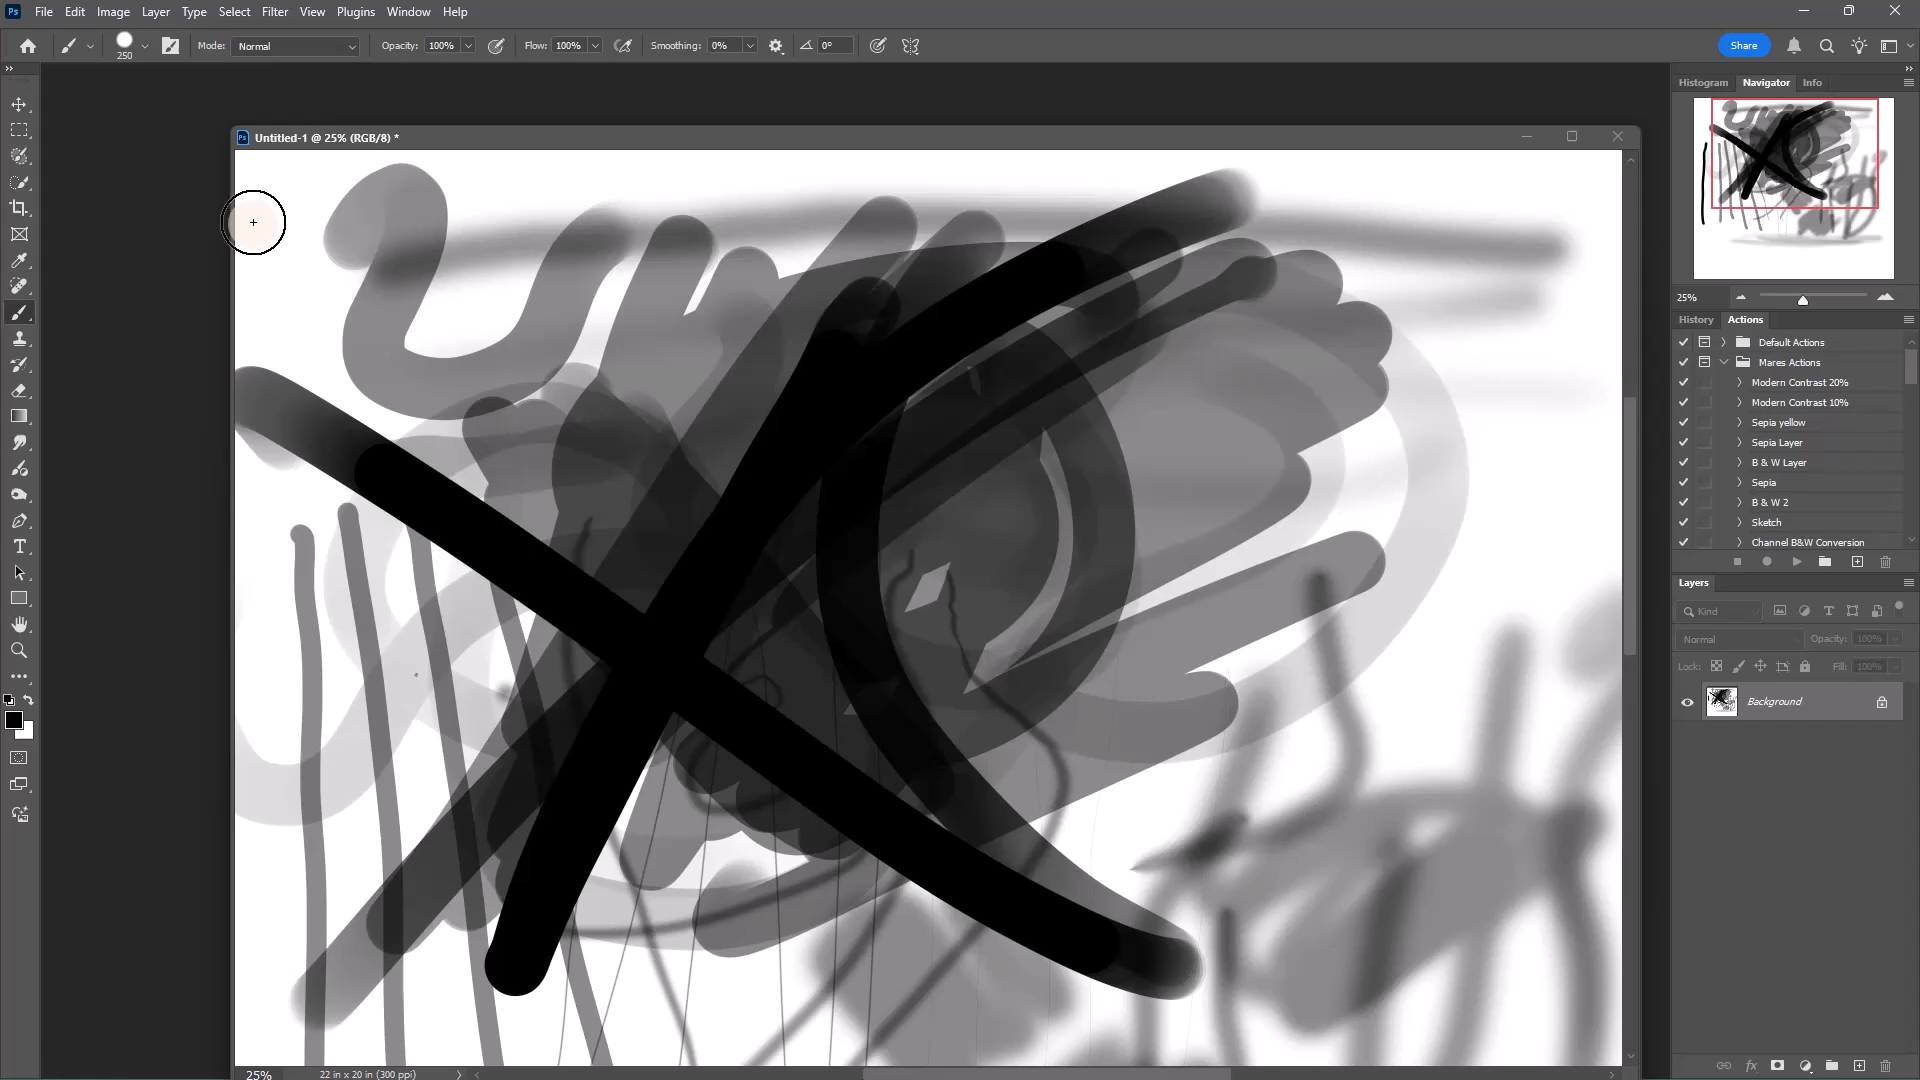 Ps File Edit Image Layer Type Select Filter View Plugins Window Help
250 Mode: Normal Opacity: 100% Flow: 100% Smoothing: 0% 0° Share
Histogram Navigator Info
Ps Untitled-1 @ 25% (RGB/8) *
25%
History Actions
Default Actions
Mares Actions
Modern Contrast 20%
Modern Contrast 10%
Sepia yellow
Sepia Layer
B & W Layer
Sepia
B & W 2
Sketch
Channel B&W Conversion
Layers
Kind
Normal Opacity: 100%
Lock: Fill: 100%
Background
fx
25% 22 in x 20 in (300 ppi)